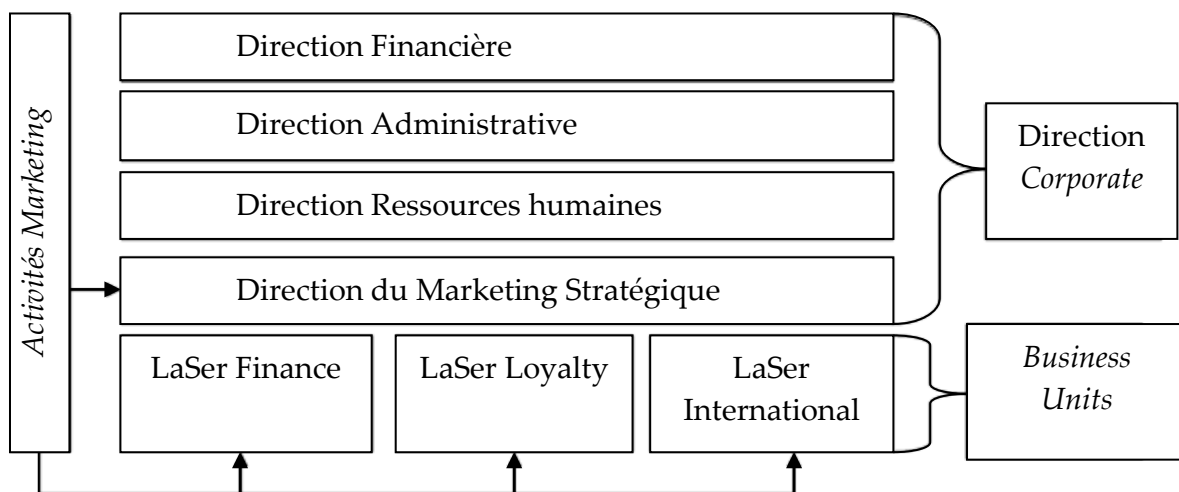 Activités Marketing
Direction Financière
Direction Administrative
Direction Ressources humaines
Direction du Marketing Stratégique
Direction
Corporate
LaSer Finance
LaSer Loyalty
LaSer
International
Business
Units